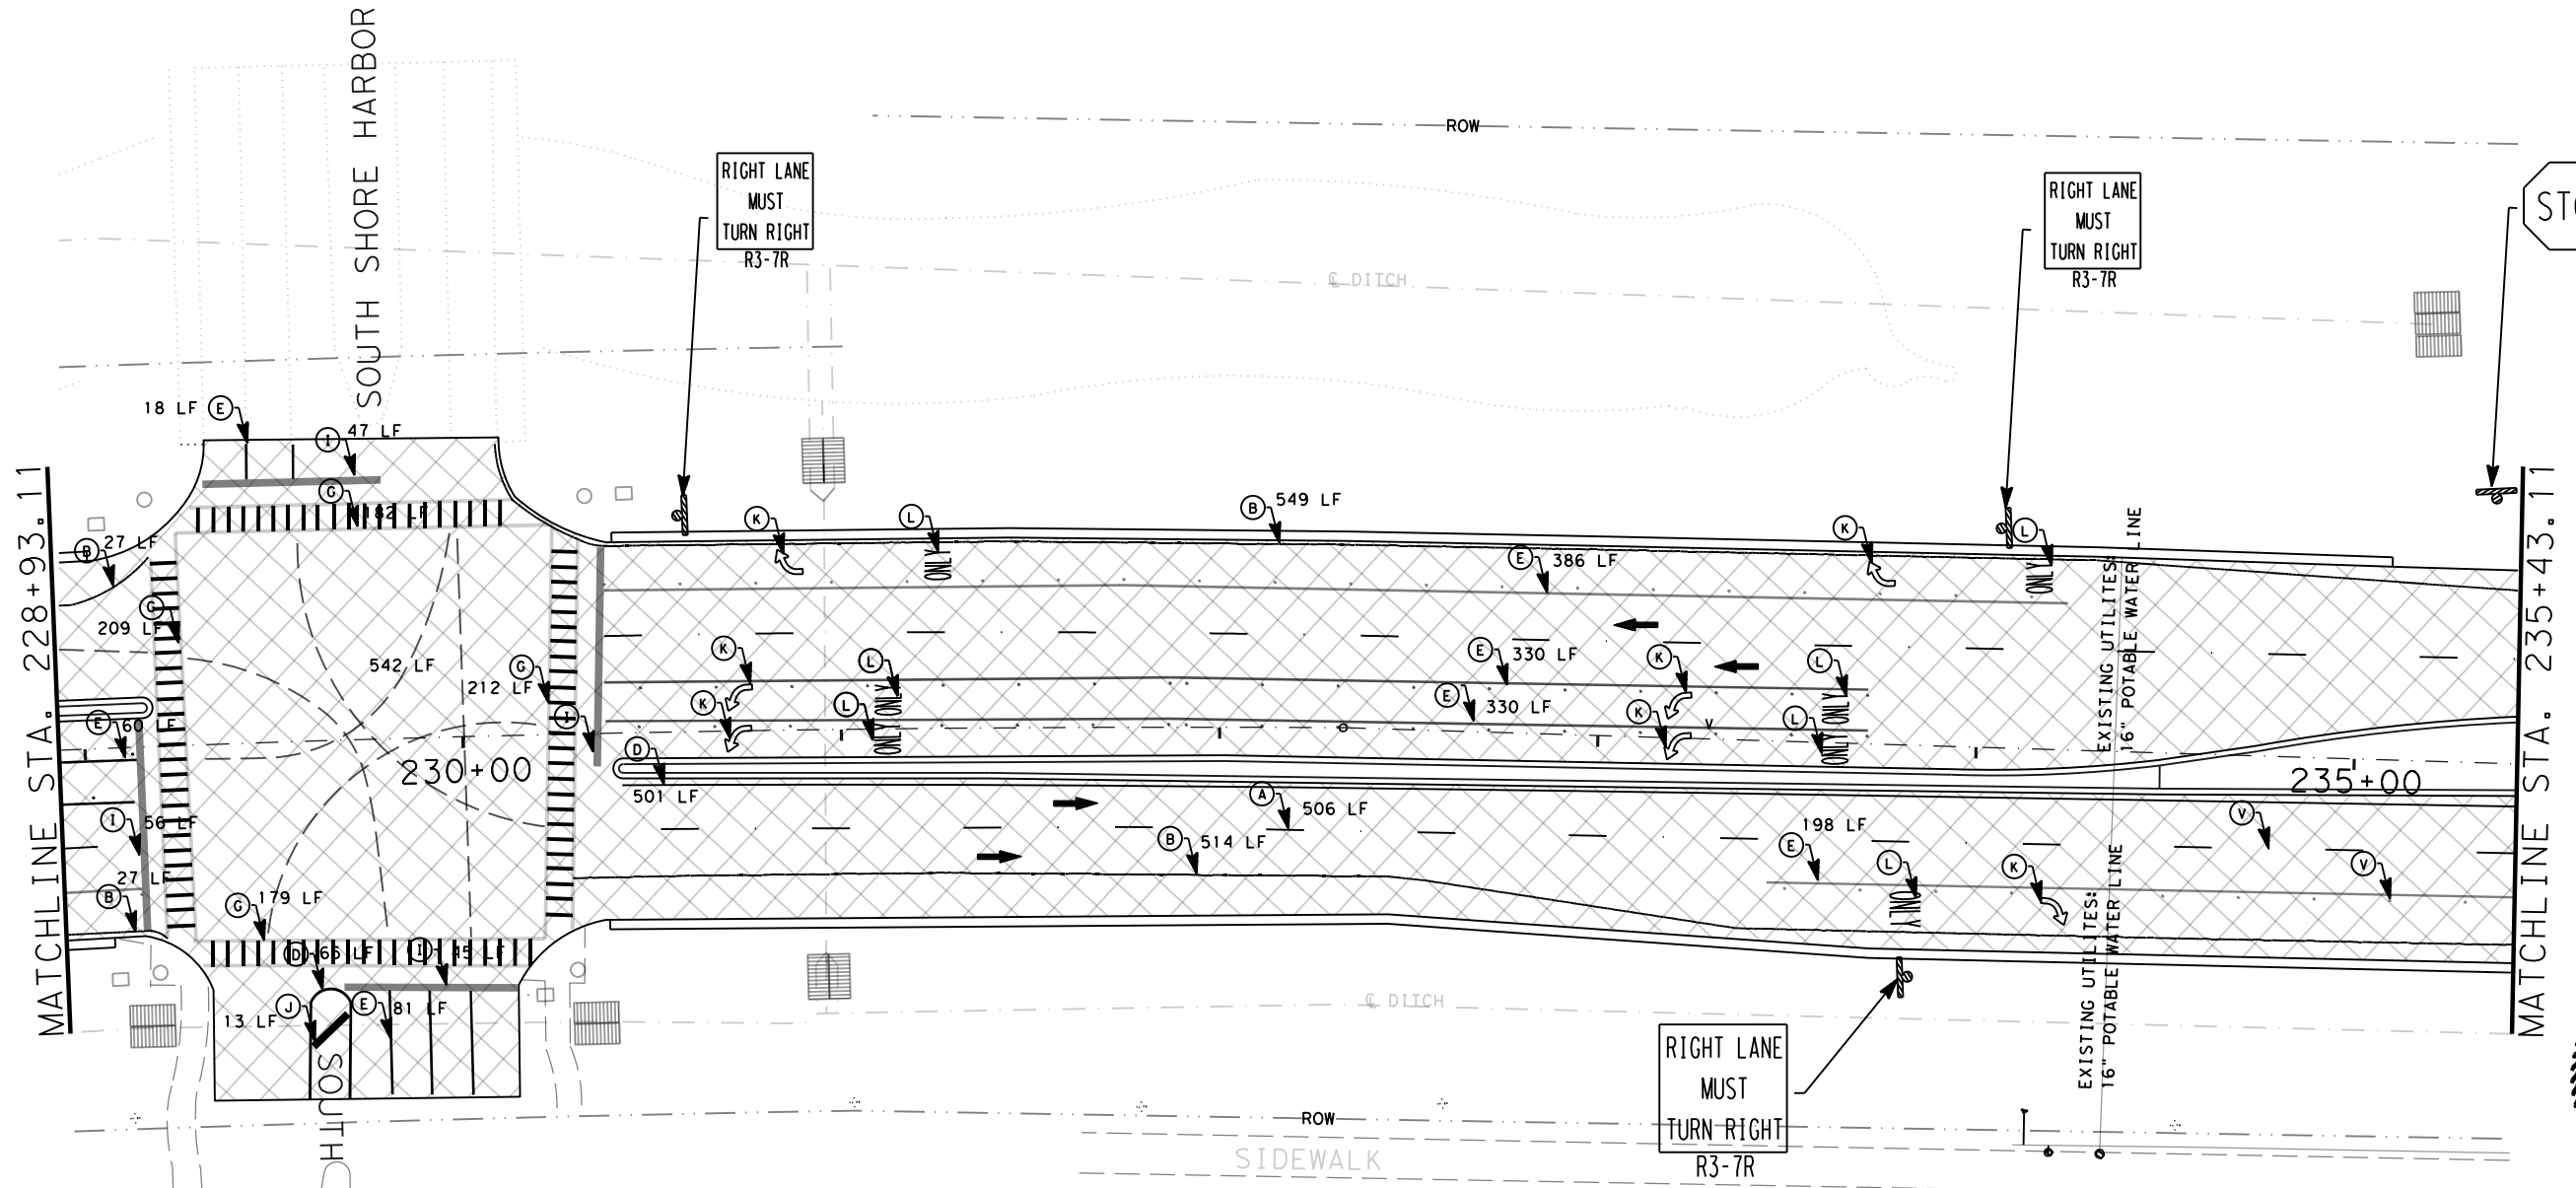 SOUTH SHORE HARBOR
ROW
RIGHT LANE
MUST
TURN RIGHT
R3-7R
RIGHT LANE
MUST
TURN RIGHT
R3-7R
℄ DITCH
18 LF E
I 47 LF
G
182 LF
B 27 LF
G
209 LF
542 LF
G
212 LF
I
E 60 LF
230+00
I 56 LF
27 LF
B
G 179 LF
D 66 LF
I 45 LF
J
13 LF
E 81 LF
SOUTH
MATCHLINE STA. 228+93.11
K
L
ONLY
B 549 LF
E 386 LF
K
L
ONLY
K
L
ONLY
E 330 LF
K
L
ONLY
K
L
ONLY
E 330 LF
K
V
L
ONLY
D
501 LF
A 506 LF
B 514 LF
198 LF
E
L
ONLY
K
V
V
235+00
EXISTING UTILITES:
16" POTABLE WATER LINE
EXISTING UTILITES:
16" POTABLE WATER LINE
MATCHLINE STA. 235+43.11
℄ DITCH
RIGHT LANE
MUST
TURN RIGHT
R3-7R
ROW
SIDEWALK